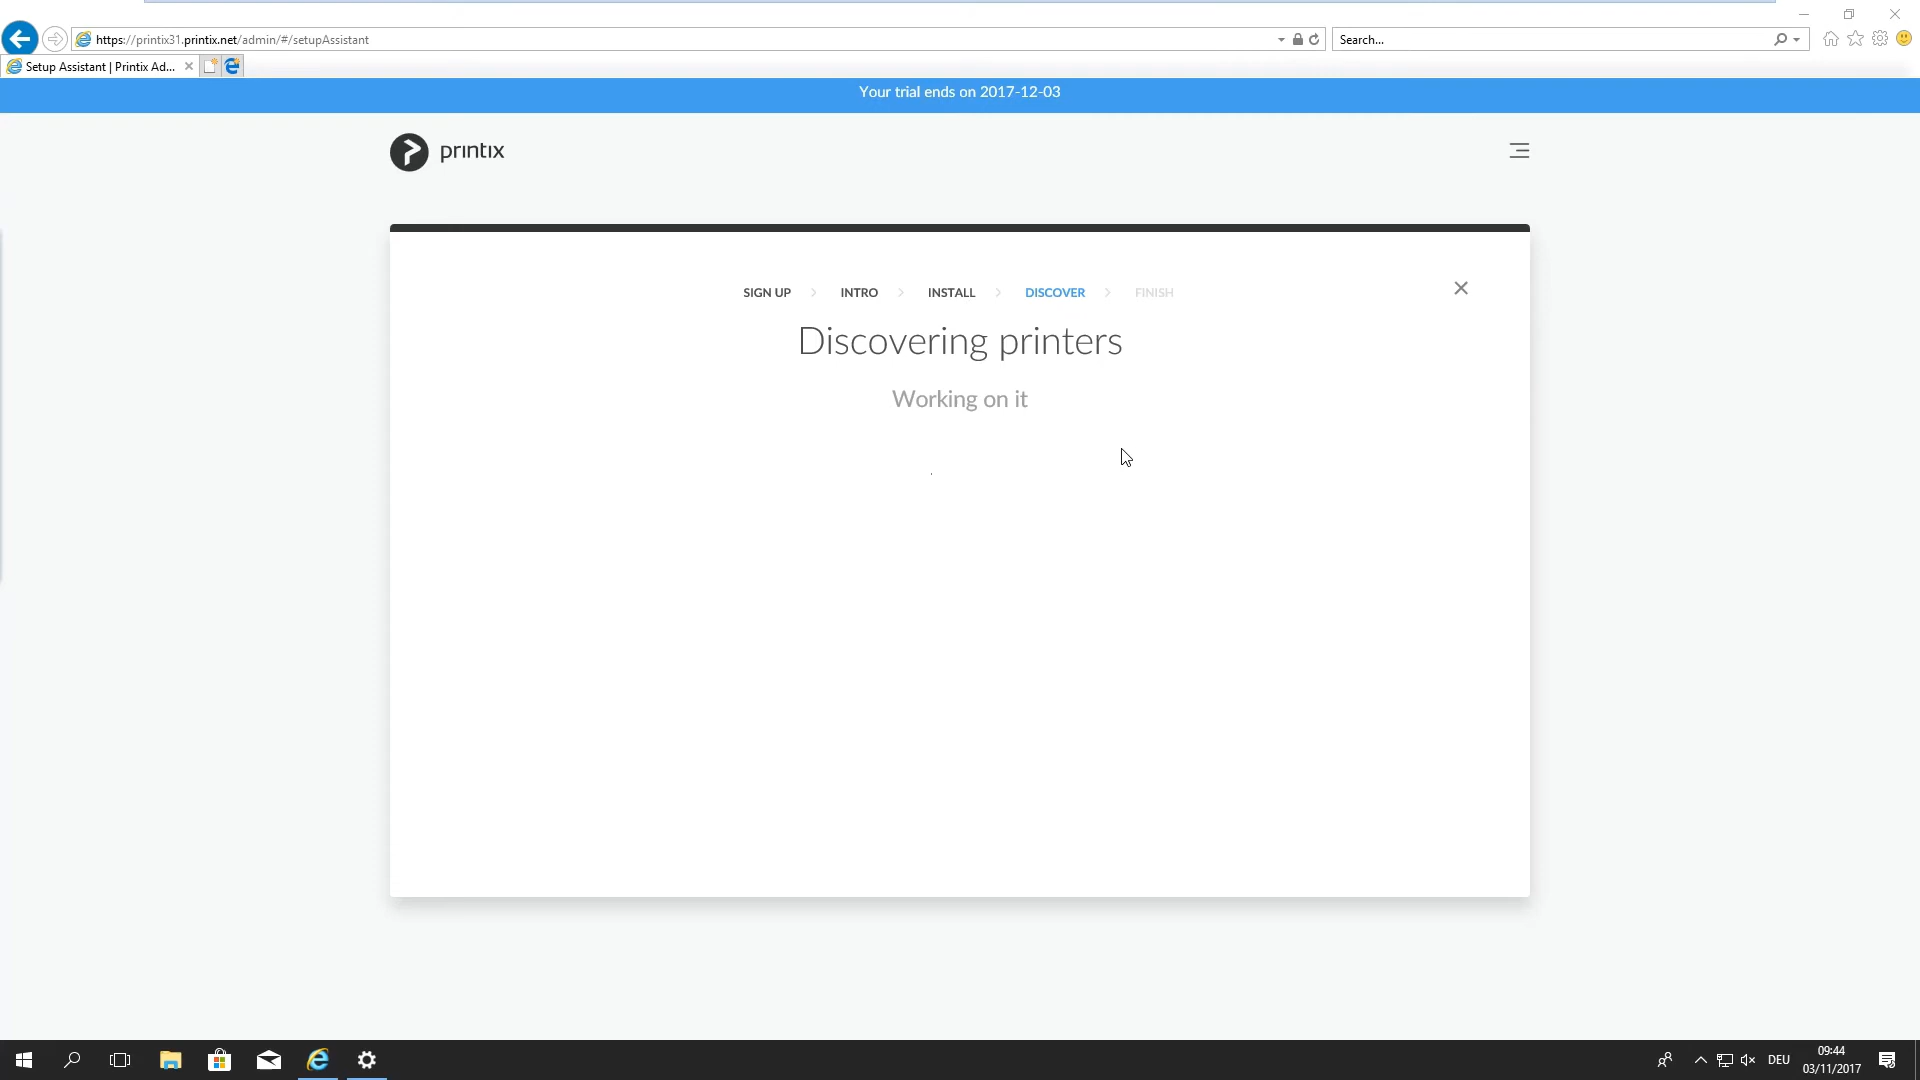 https://printix31.printix.net/admin/#/setupAssistant
Search...
Setup Assistant | Printix Ad...
Your trial ends on 2017-12-03
printix
SIGN UP
INTRO
INSTALL
DISCOVER
FINISH
Discovering printers
Working on it
DEU
09:44
03/11/2017